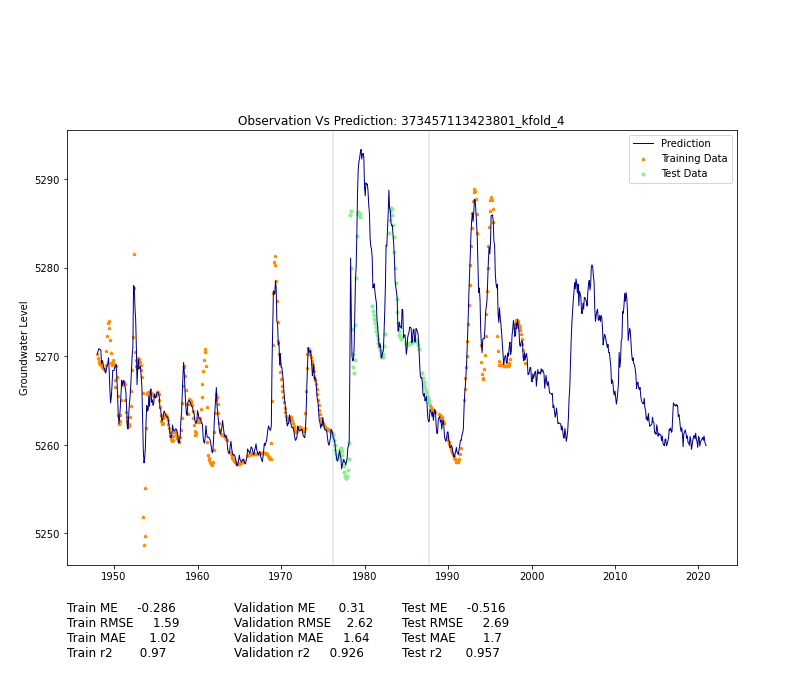 Observation Vs Prediction: 373457113423801_kfold_4
Prediction
Training Data
Test Data
5290
5280
5270
5260
5250
Groundwater Level
1950 1960 1970 1980 1990 2000 2010 2020
Train ME -0.286 Validation ME 0.31 Test ME -0.516
Train RMSE 1.59 Validation RMSE 2.62 Test RMSE 2.69
Train MAE 1.02 Validation MAE 1.64 Test MAE 1.7
Train r2 0.97 Validation r2 0.926 Test r2 0.957